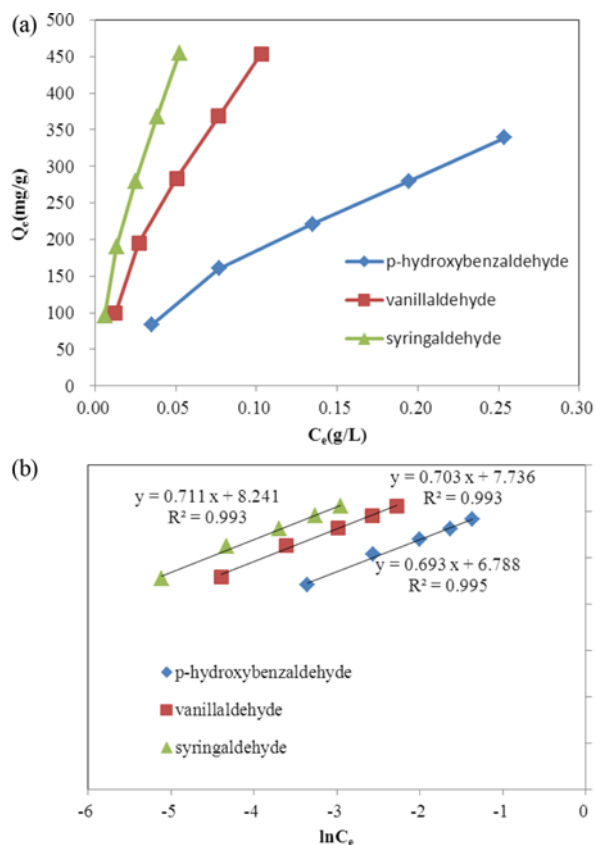 (a)
500
450
400
350
300
250
200
150
100
50
0
Qe(mg/g)
p-hydroxybenzaldehyde
vanillaldehyde
syringaldehyde
0.00 0.05 0.10 0.15 0.20 0.25 0.30
Ce(g/L)
(b)
y = 0.711 x + 8.241
R² = 0.993
y = 0.703 x + 7.736
R² = 0.993
y = 0.693 x + 6.788
R² = 0.995
p-hydroxybenzaldehyde
vanillaldehyde
syringaldehyde
-6 -5 -4 -3 -2 -1 0
lnCe